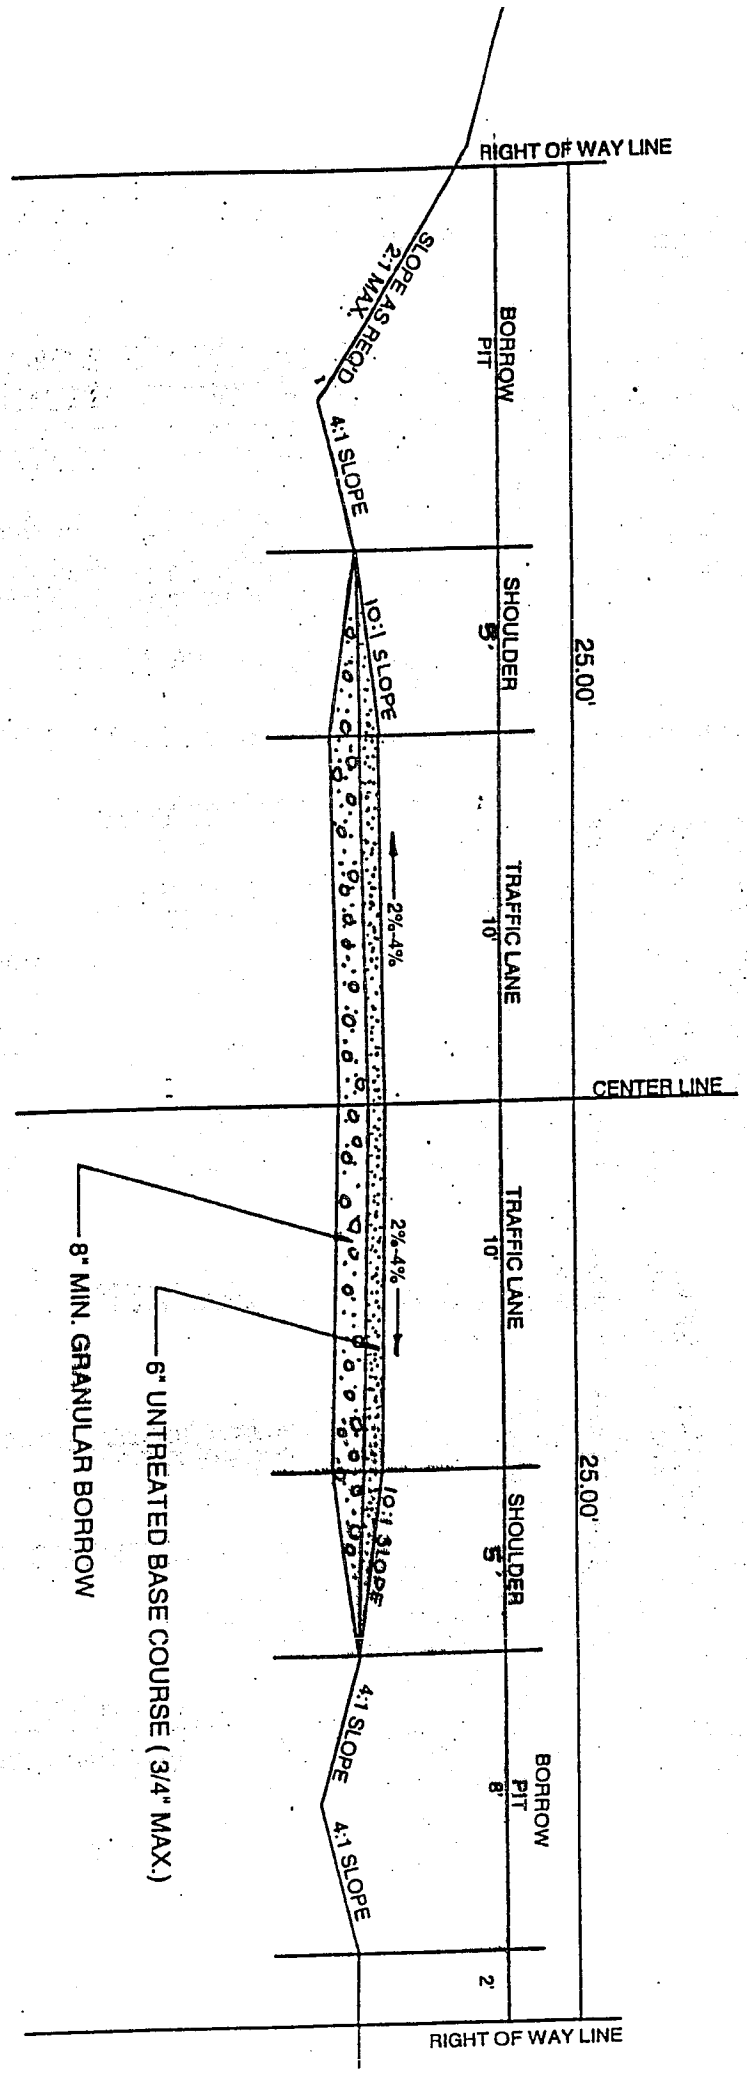 RIGHT OF WAY LINE
25.00'
BORROW
PIT
SHOULDER
5'
TRAFFIC LANE
10'
SLOPE AS REQ'D
2:1 MAX.
4:1 SLOPE
10:1 SLOPE
2%-4%
CENTER LINE
25.00'
TRAFFIC LANE
10'
SHOULDER
5'
BORROW
PIT
8'
2'
2%-4%
10:1 SLOPE
4:1 SLOPE
4:1 SLOPE
RIGHT OF WAY LINE
6" UNTREATED BASE COURSE ( 3/4" MAX.)
8" MIN. GRANULAR BORROW